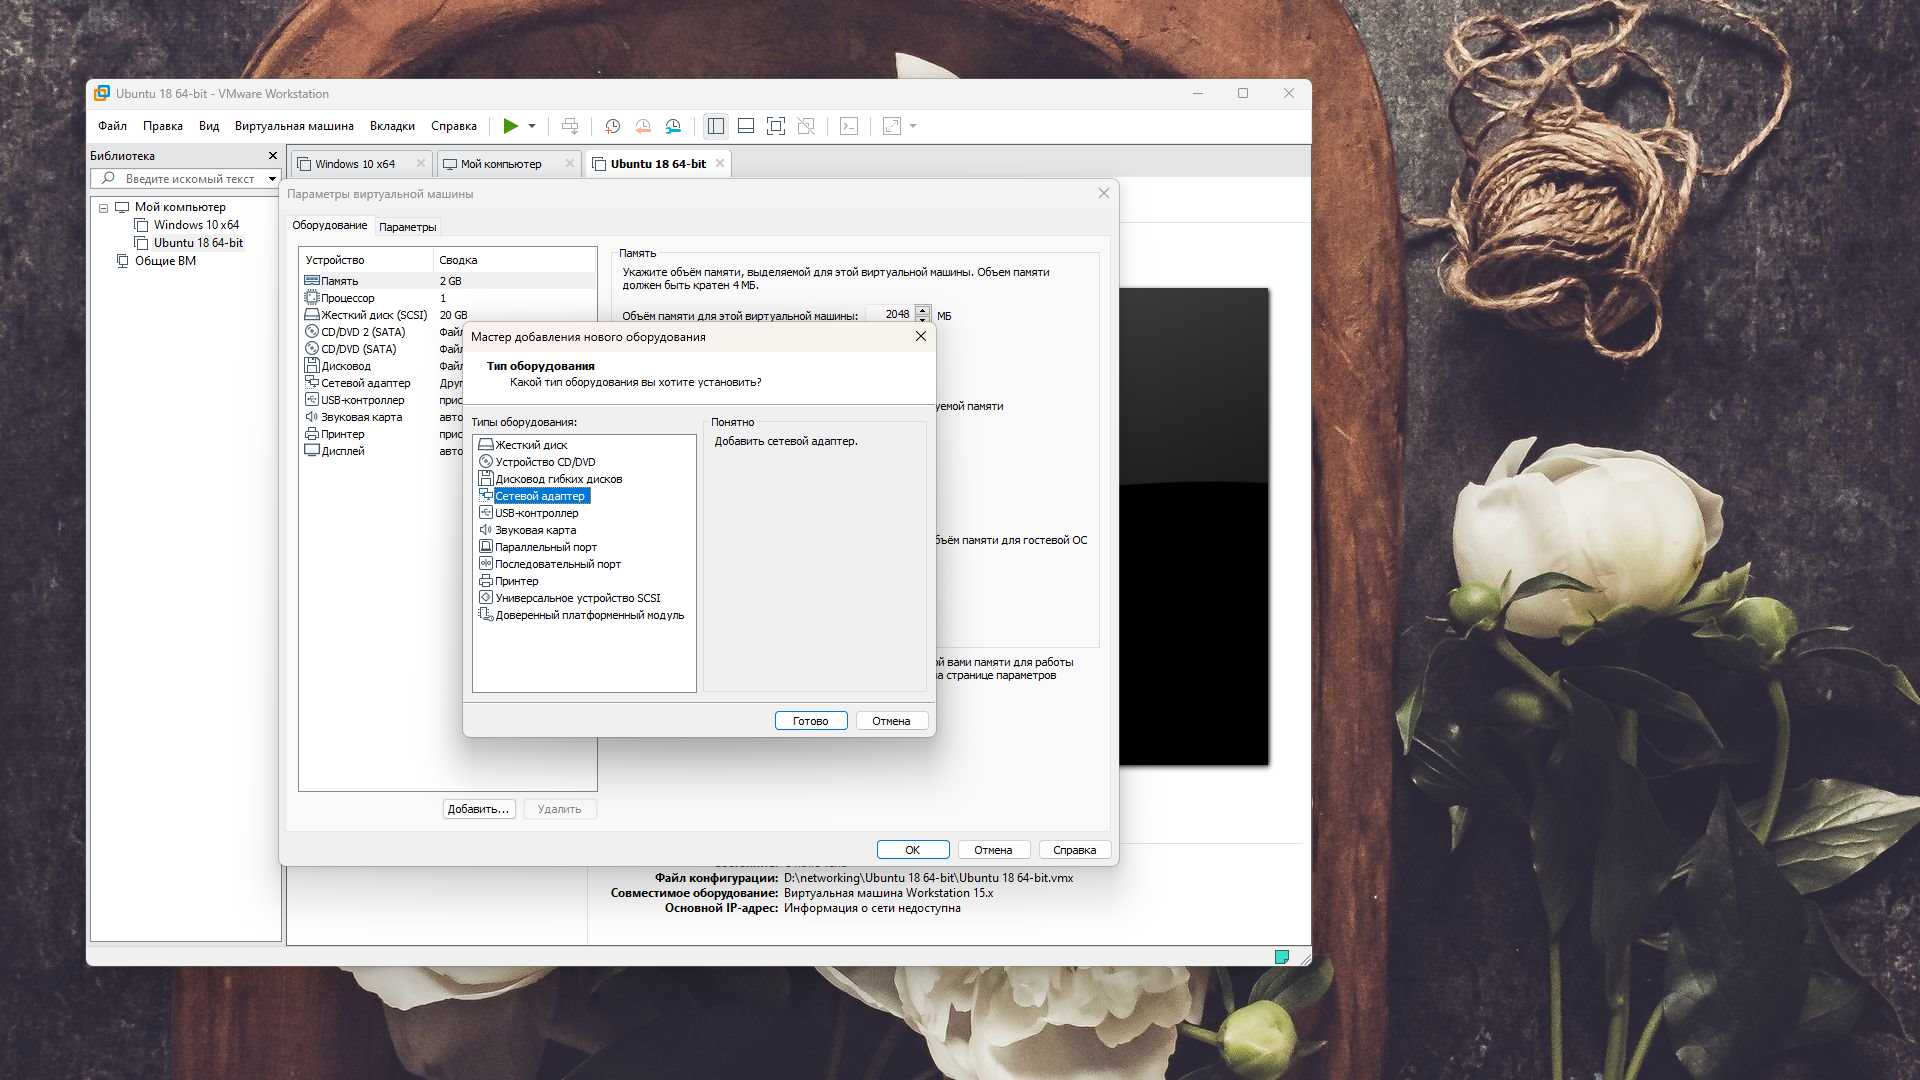 Ubuntu 18 64-bit - VMware Workstation
Файл Правка Вид Виртуальная машина Вкладки Справка
Библиотека
Введите искомый текст
Мой компьютер
Windows 10 x64
Ubuntu 18 64-bit
Общие ВМ
Windows 10 x64
Мой компьютер
Ubuntu 18 64-bit
Параметры виртуальной машины
Оборудование
Параметры
Устройство Сводка
Память 2 GB
Процессор 1
Жесткий диск (SCSI) 20 GB
CD/DVD 2 (SATA) Файл
CD/DVD (SATA) Файл
Дисковод Файл
Сетевой адаптер Друг
USB-контроллер прис
Звуковая карта авто
Принтер прис
Дисплей авто
Память
Укажите объём памяти, выделяемой для этой виртуальной машины. Объем памяти
должен быть кратен 4 МБ.
Объём памяти для этой виртуальной машины: 2048 МБ
уемой памяти
объём памяти для гостевой ОС
й вами памяти для работы
на странице параметров
Мастер добавления нового оборудования
Тип оборудования
Какой тип оборудования вы хотите установить?
Типы оборудования:
Жесткий диск
Устройство CD/DVD
Дисковод гибких дисков
Сетевой адаптер
USB-контроллер
Звуковая карта
Параллельный порт
Последовательный порт
Принтер
Универсальное устройство SCSI
Доверенный платформенный модуль
Понятно
Добавить сетевой адаптер.
Готово
Отмена
Добавить...
Удалить
OK
Отмена
Справка
Файл конфигурации: D:\networking\Ubuntu 18 64-bit\Ubuntu 18 64-bit.vmx
Совместимое оборудование: Виртуальная машина Workstation 15.x
Основной IP-адрес: Информация о сети недоступна